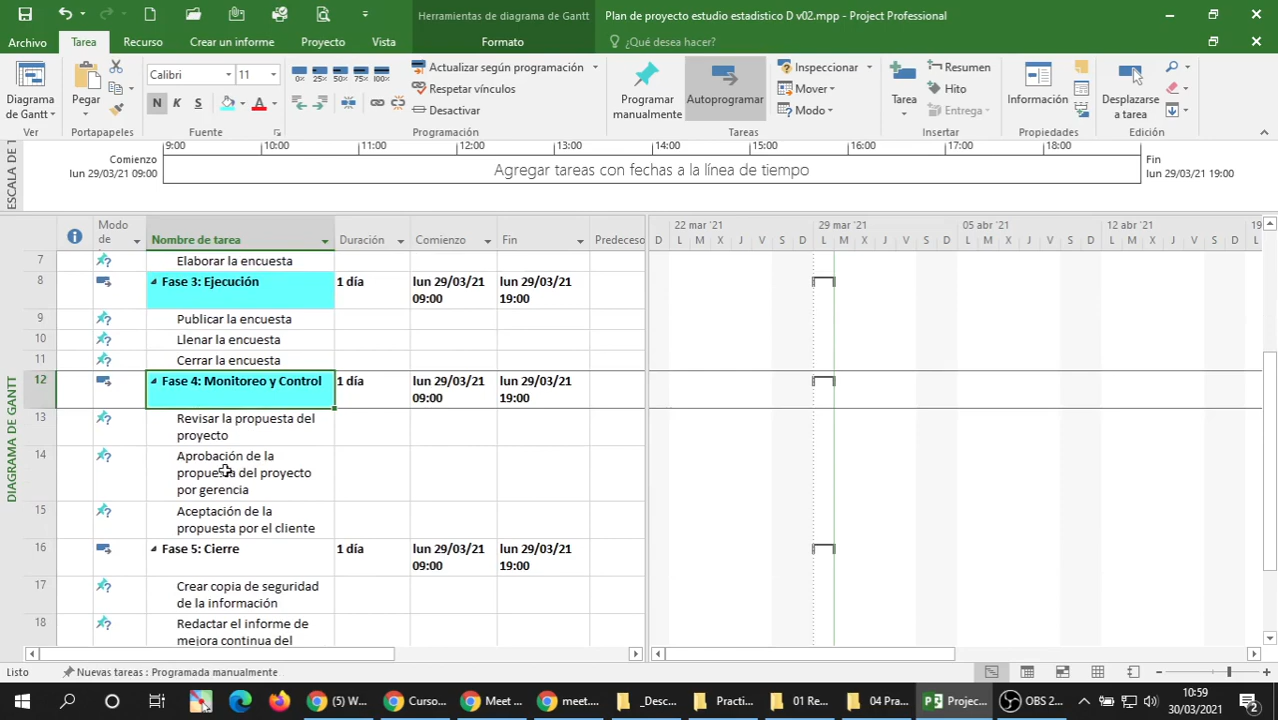 Herramientas de diagrama de Gantt
Plan de proyecto estudio estadistico D v02.mpp - Project Professional
Archivo
Tarea
Recurso
Crear un informe
Proyecto
Vista
Formato
¿Qué desea hacer?
Diagrama
de Gantt
Ver
Pegar
Portapapeles
Calibri
11
N K S
Fuente
0% 25% 50% 75% 100%
Actualizar según programación
Respetar vínculos
Desactivar
Programación
Programar
manualmente
Autoprogramar
Inspeccionar
Mover
Modo
Tareas
Tarea
Resumen
Hito
Entrega
Insertar
Información
Propiedades
Desplazarse
a tarea
Edición
ESCALA DE T
Comienzo
lun 29/03/21 09:00
9:00 10:00 11:00 12:00 13:00 14:00 15:00 16:00 17:00 18:00
Agregar tareas con fechas a la línea de tiempo
Fin
lun 29/03/21 19:00
DIAGRAMA DE GANTT
Modo
de
Nombre de tarea
Duración
Comienzo
Fin
Predeceso
22 mar '21
29 mar '21
05 abr '21
12 abr '21
19
D L M X J V S D L M X J V S D L M X J V S D L M X J V S D L
7
Elaborar la encuesta
8
Fase 3: Ejecución
1 día
lun 29/03/21
09:00
lun 29/03/21
19:00
9
Publicar la encuesta
10
Llenar la encuesta
11
Cerrar la encuesta
12
Fase 4: Monitoreo y Control
1 día
lun 29/03/21
09:00
lun 29/03/21
19:00
13
Revisar la propuesta del
proyecto
14
Aprobación de la
propuesta del proyecto
por gerencia
15
Aceptación de la
propuesta por el cliente
16
Fase 5: Cierre
1 día
lun 29/03/21
09:00
lun 29/03/21
19:00
17
Crear copia de seguridad
de la información
18
Redactar el informe de
mejora continua del
Listo
Nuevas tareas : Programada manualmente
(5) W...
Curso...
Meet ...
meet....
_Desc...
Practi...
01 Re...
04 Pra...
Projec...
OBS 2...
10:59
30/03/2021
2